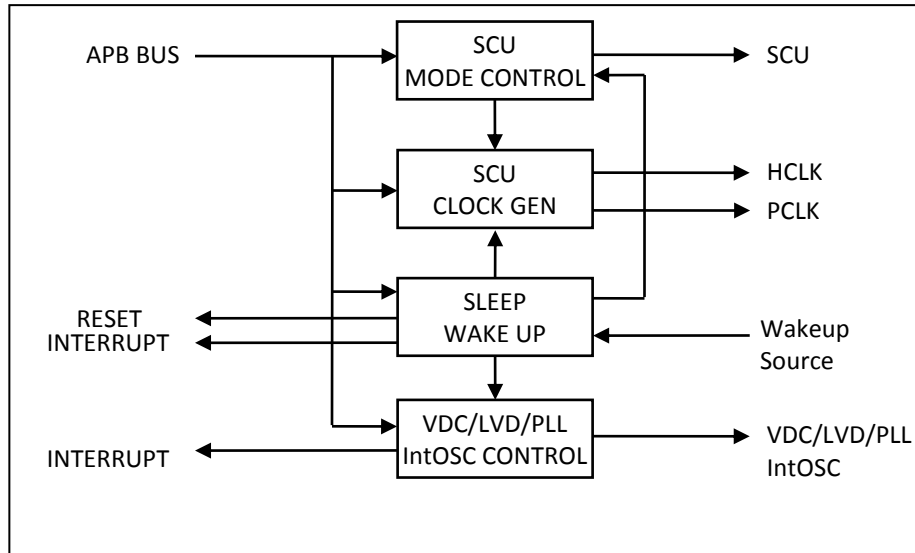 APB BUS
SCU
MODE CONTROL
SCU
SCU
CLOCK GEN
HCLK
PCLK
RESET
INTERRUPT
SLEEP
WAKE UP
Wakeup
Source
INTERRUPT
VDC/LVD/PLL
IntOSC CONTROL
VDC/LVD/PLL
IntOSC